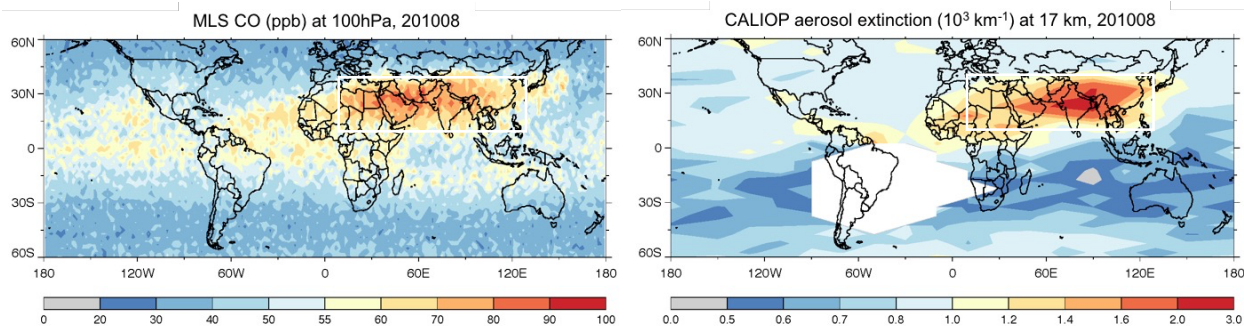 MLS CO (ppb) at 100hPa, 201008
60N
30N
0
30S
60S
180 120W 60W 0 60E 120E 180
0 20 30 40 50 55 60 70 80 90 100
CALIOP aerosol extinction (10³ km⁻¹) at 17 km, 201008
60N
30N
0
30S
60S
180 120W 60W 0 60E 120E 180
0.0 0.5 0.6 0.7 0.8 1.0 1.2 1.4 1.6 2.0 3.0